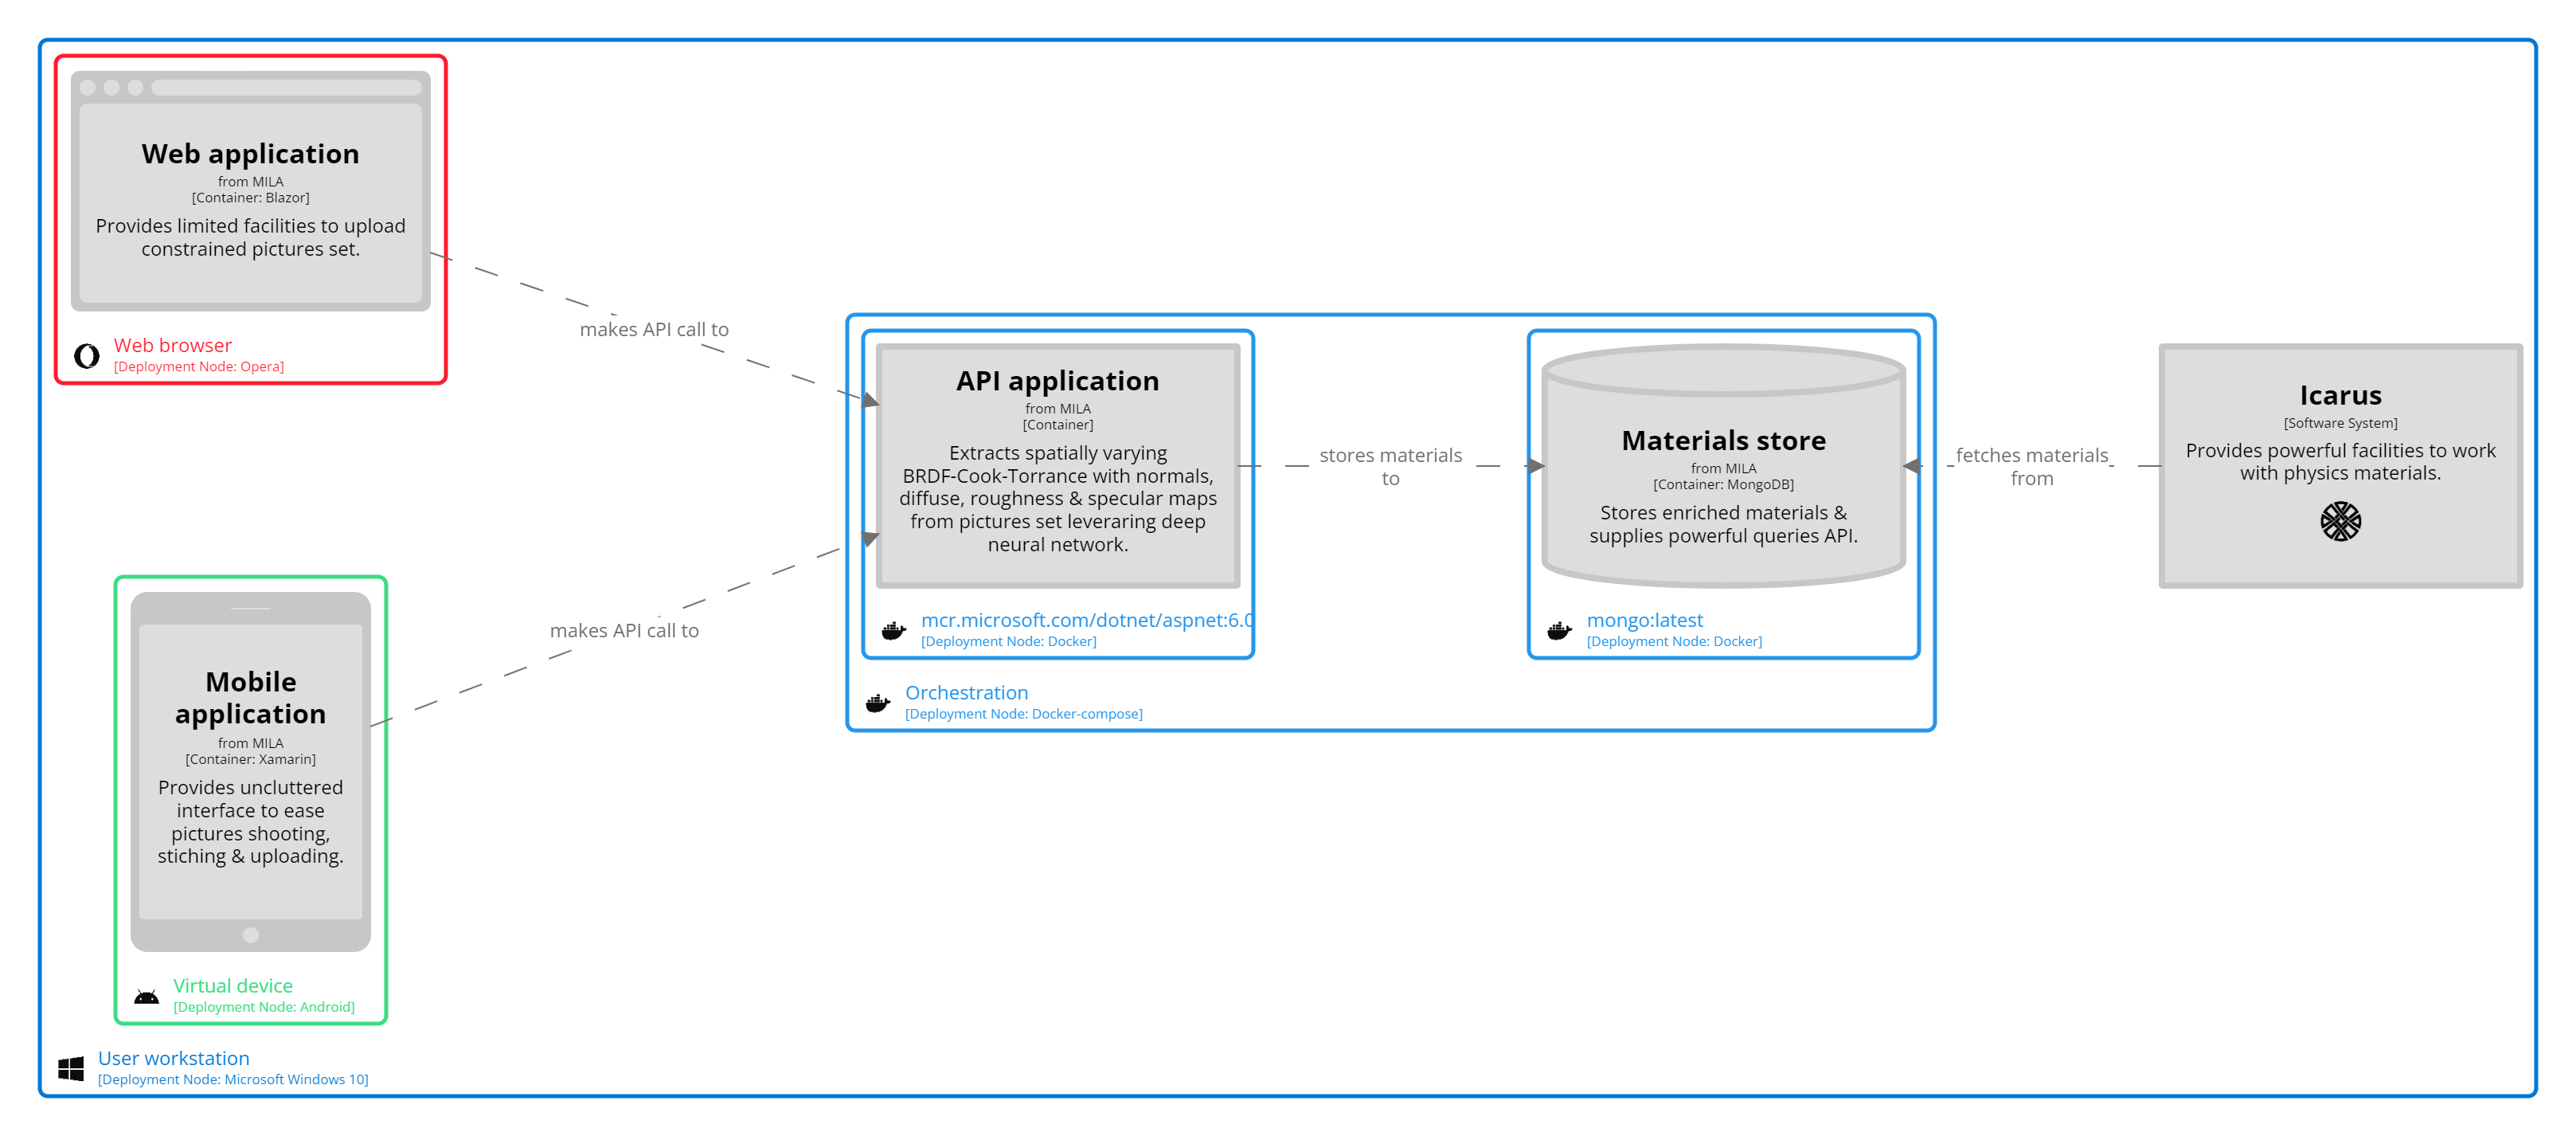 Web application
from MILA
[Container: Blazor]
Provides limited facilities to upload
constrained pictures set.
Web browser
[Deployment Node: Opera]
makes API call to
API application
from MILA
[Container]
Extracts spatially varying
BRDF-Cook-Torrance with normals,
diffuse, roughness & specular maps
from pictures set leveraring deep
neural network.
mcr.microsoft.com/dotnet/aspnet:6.0
[Deployment Node: Docker]
stores materials
to
Materials store
from MILA
[Container: MongoDB]
Stores enriched materials &
supplies powerful queries API.
mongo:latest
[Deployment Node: Docker]
Orchestration
[Deployment Node: Docker-compose]
fetches materials
from
Icarus
[Software System]
Provides powerful facilities to work
with physics materials.
makes API call to
Mobile
application
from MILA
[Container: Xamarin]
Provides uncluttered
interface to ease
pictures shooting,
stiching & uploading.
Virtual device
[Deployment Node: Android]
User workstation
[Deployment Node: Microsoft Windows 10]